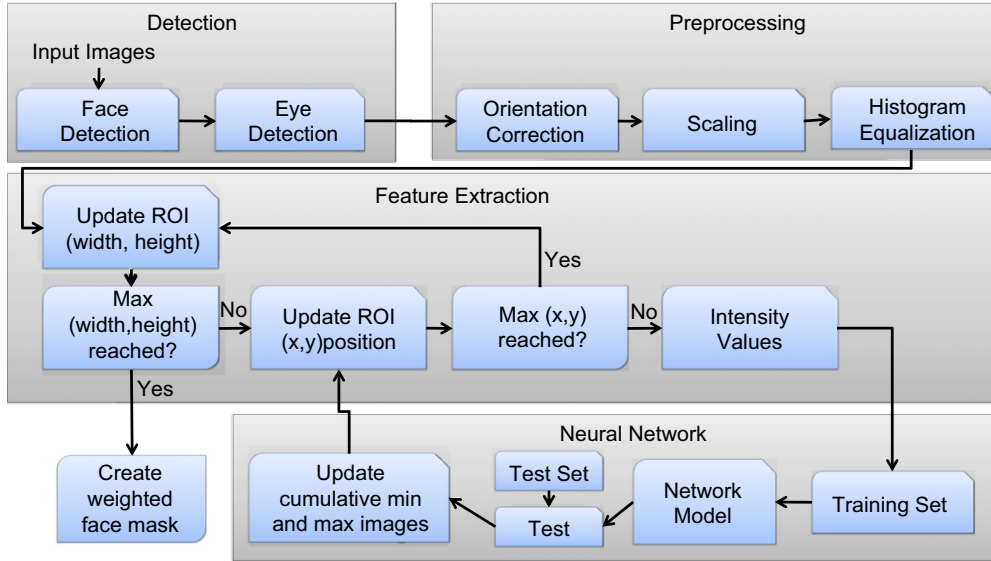 Detection
Input Images
Face
Detection
Eye
Detection
Preprocessing
Orientation
Correction
Scaling
Histogram
Equalization
Feature Extraction
Update ROI
(width, height)
Yes
Max
(width,height)
reached?
No
Update ROI
(x,y)position
Max (x,y)
reached?
No
Intensity
Values
Yes
Create
weighted
face mask
Neural Network
Update
cumulative min
and max images
Test Set
Test
Network
Model
Training Set